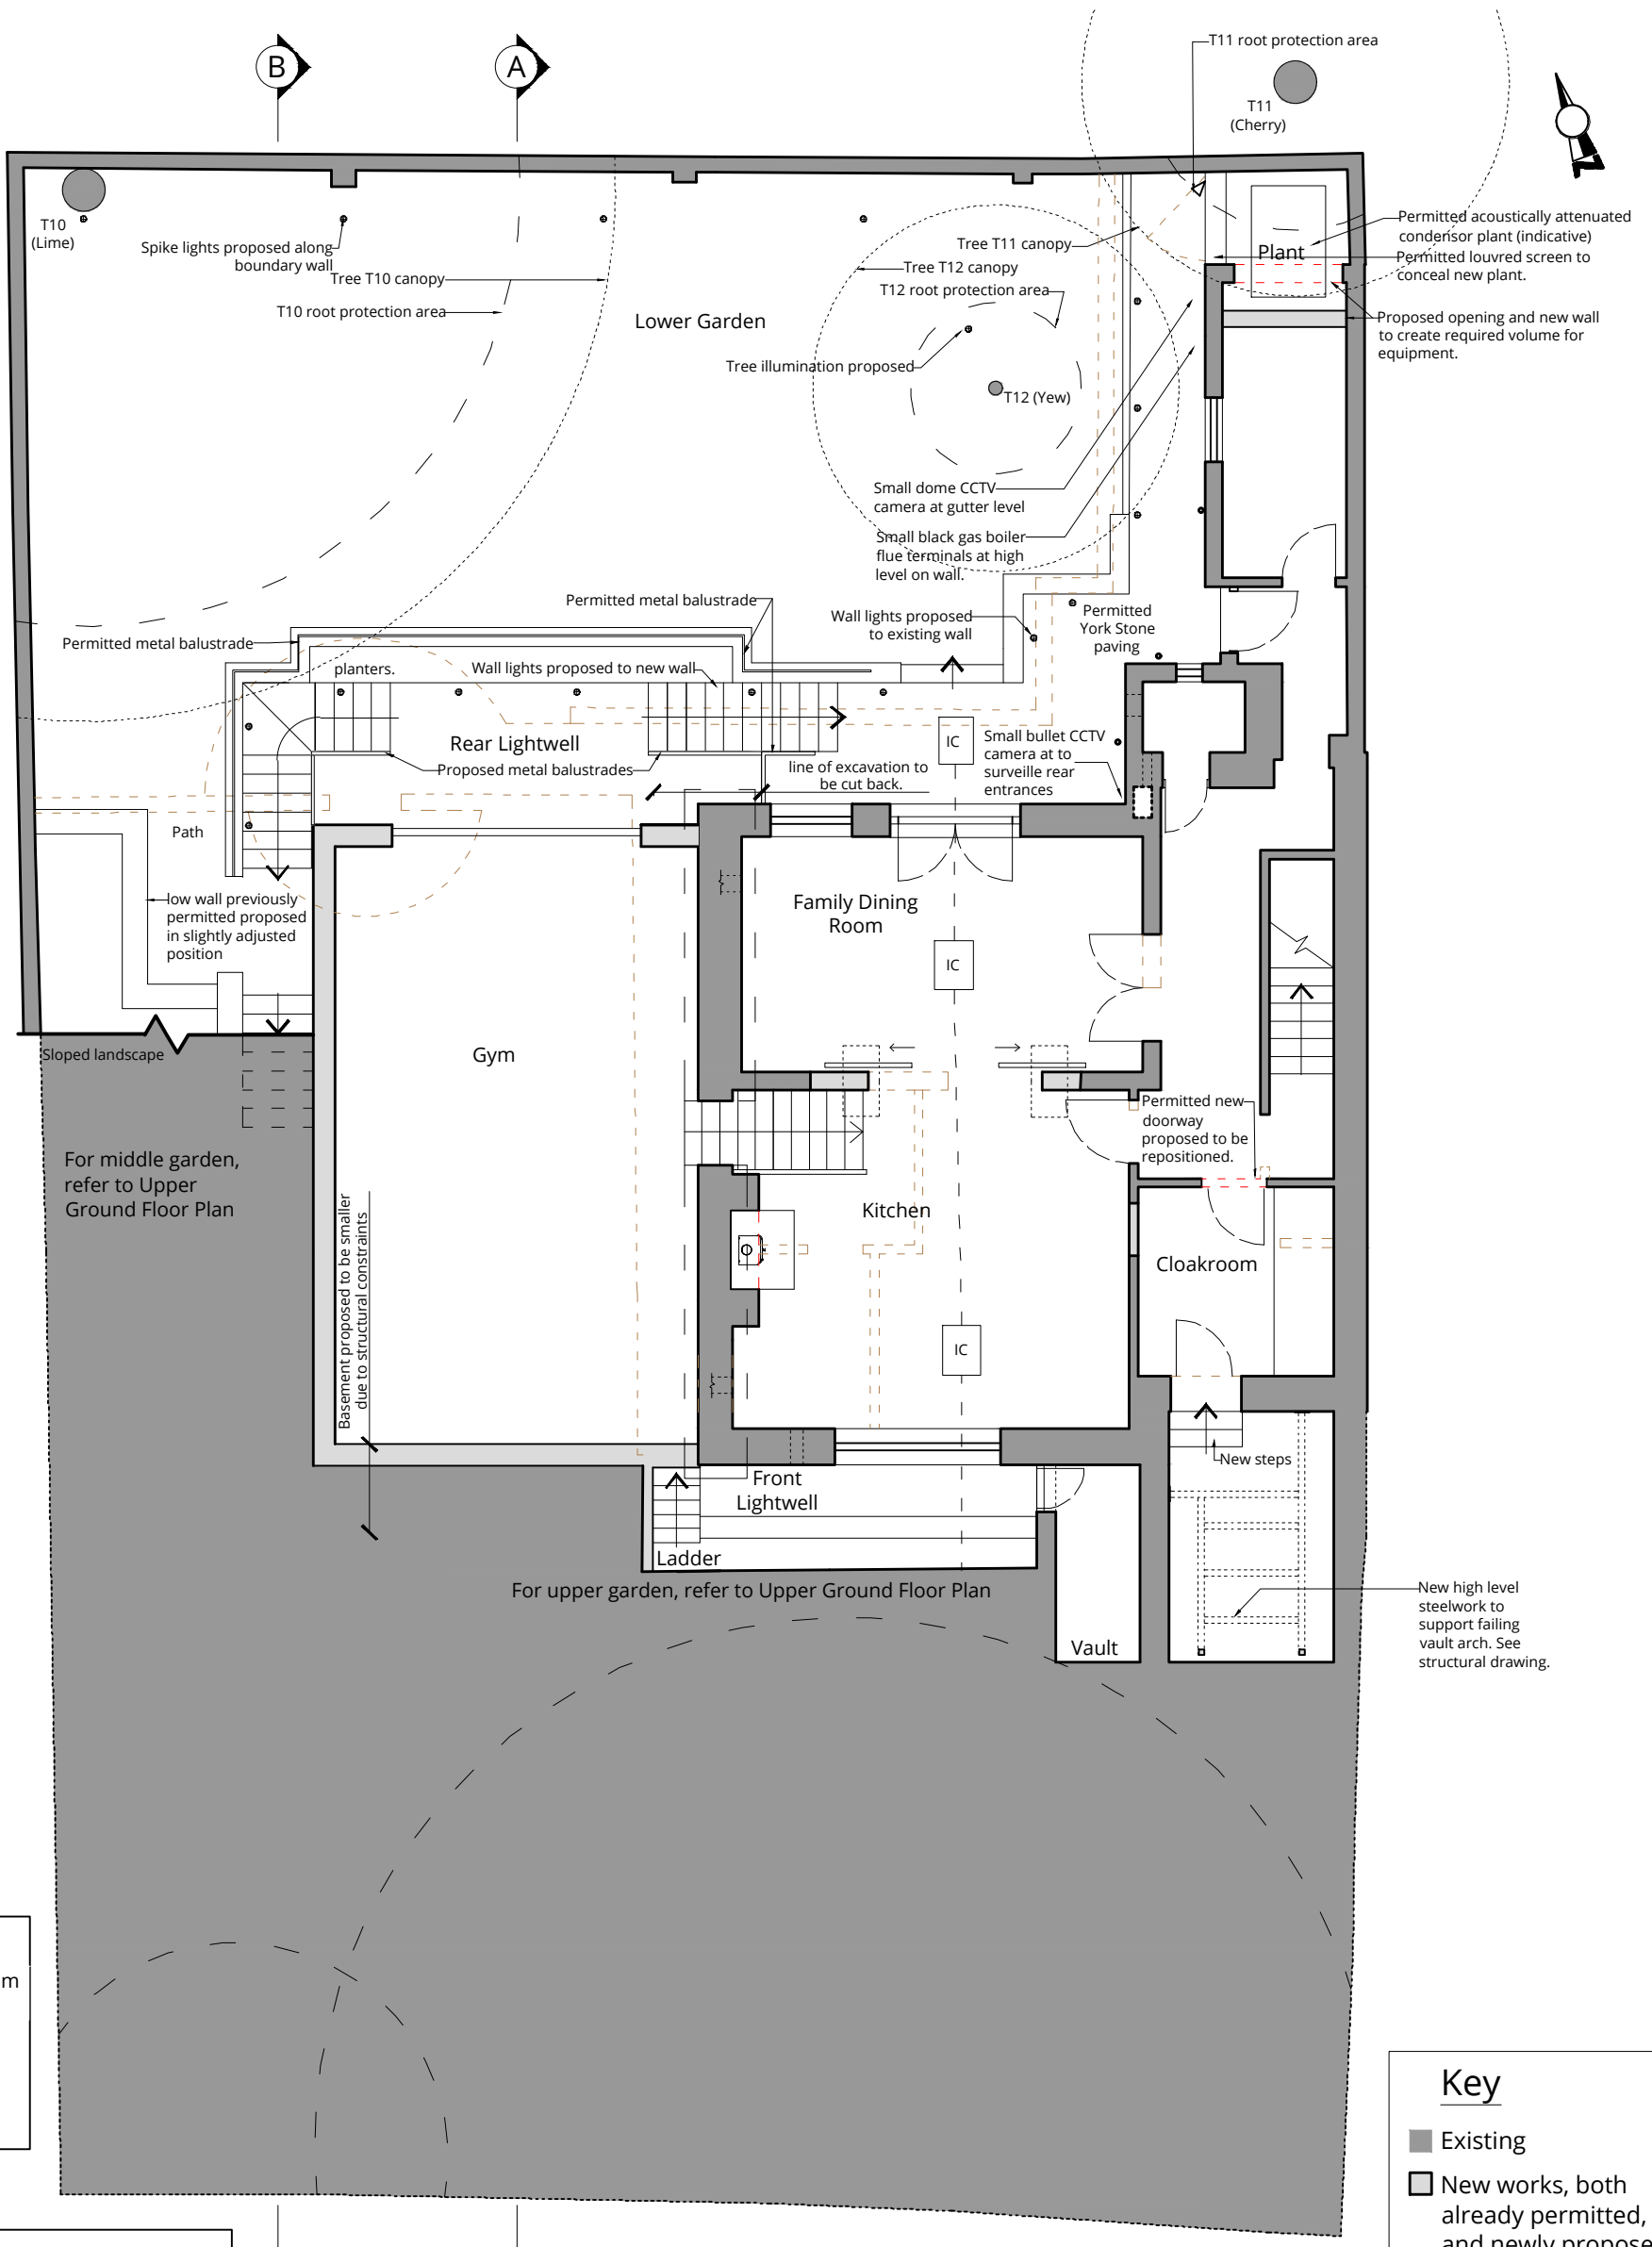 B
A
T11 root protection area
T11
(Cherry)
N
T10
(Lime)
Spike lights proposed along
boundary wall
Tree T10 canopy
T10 root protection area
Lower Garden
Tree T11 canopy
Tree T12 canopy
T12 root protection area
Tree illumination proposed
T12 (Yew)
Plant
Permitted acoustically attenuated
condensor plant (indicative)
Permitted louvred screen to
conceal new plant.
Proposed opening and new wall
to create required volume for
equipment.
Small dome CCTV
camera at gutter level
Small black gas boiler
flue terminals at high
level on wall.
Permitted metal balustrade
Permitted metal balustrade
Wall lights proposed
to existing wall
Permitted
York Stone
paving
planters.
Wall lights proposed to new wall
Rear Lightwell
Proposed metal balustrades
line of excavation to
be cut back.
IC
Small bullet CCTV
camera at to
surveille rear
entrances
Path
low wall previously
permitted proposed
in slightly adjusted
position
Family Dining
Room
IC
Sloped landscape
Gym
Permitted new
doorway
proposed to be
repositioned.
For middle garden,
refer to Upper
Ground Floor Plan
Basement proposed to be smaller
due to structural constraints
Kitchen
Cloakroom
IC
New steps
Front
Lightwell
Ladder
For upper garden, refer to Upper Ground Floor Plan
Vault
New high level
steelwork to
support failing
vault arch. See
structural drawing.
m
Key
Existing
New works, both
already permitted,
and newly propose